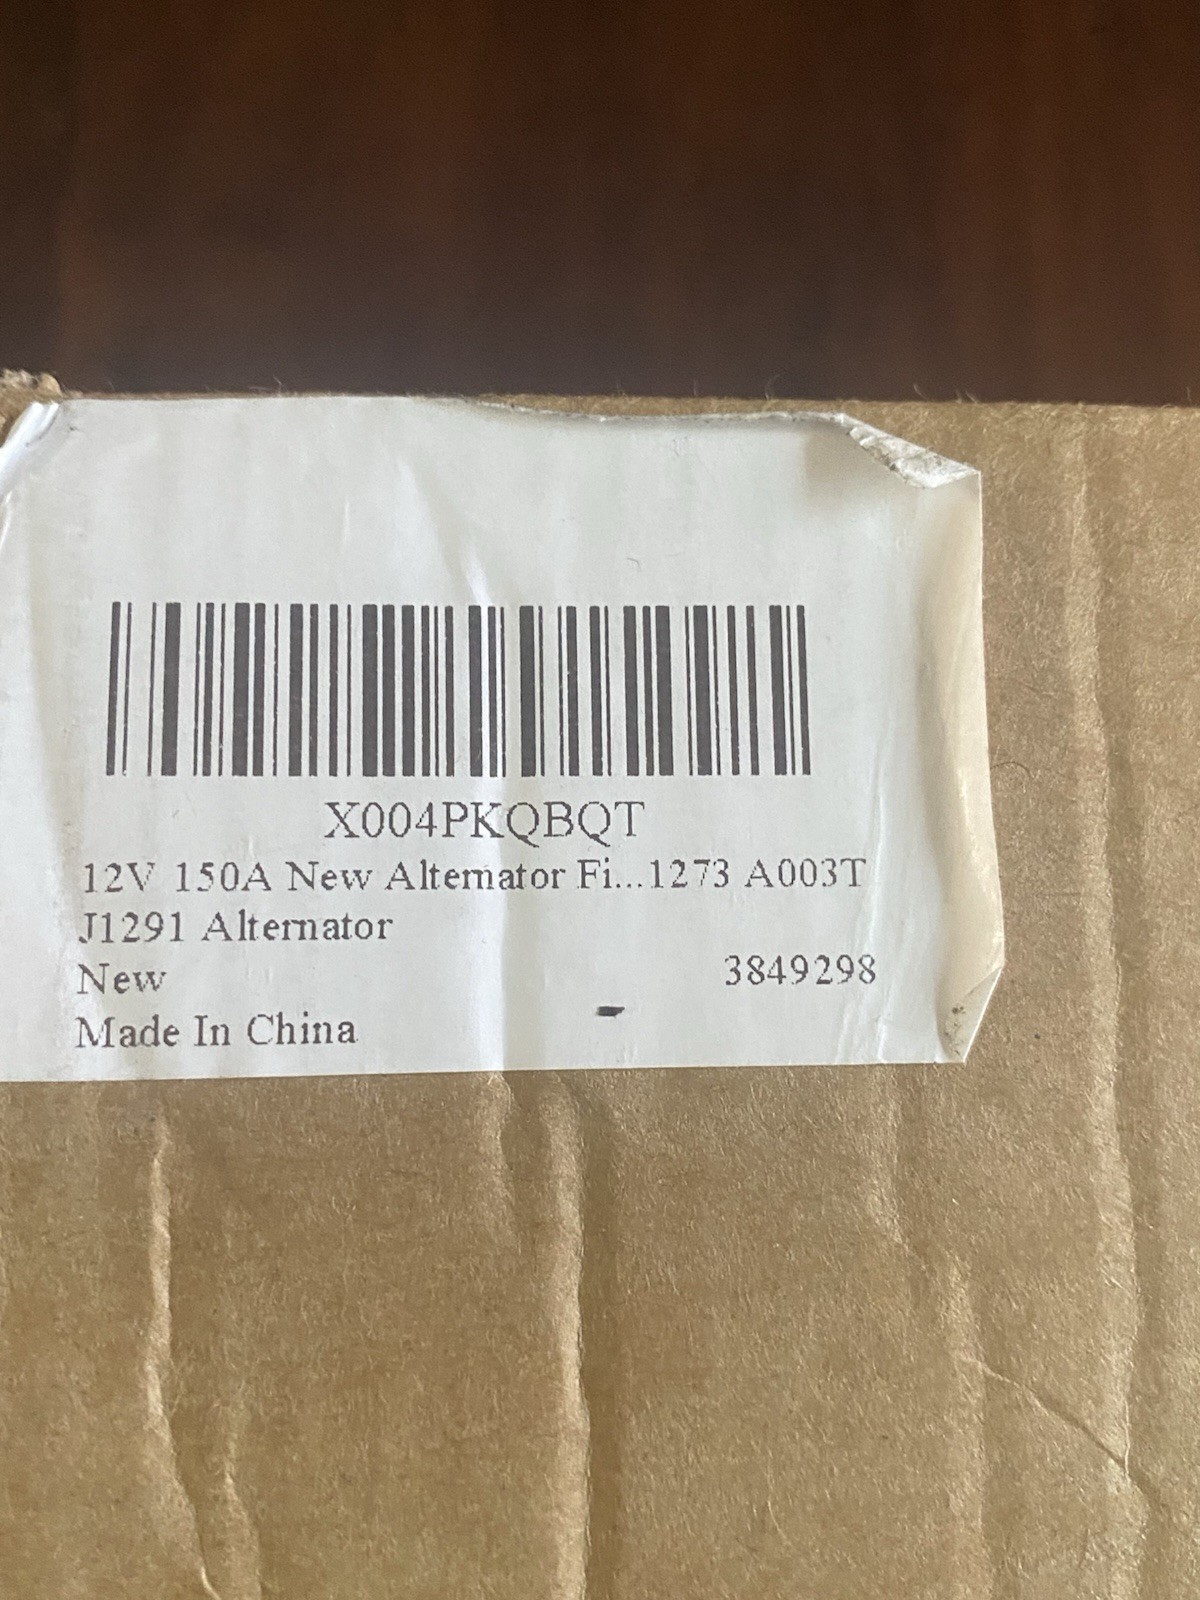 X004PKQBQT
12V 150A New Alternator Fi...1273 A003T
J1291 Alternator
New 3849298
Made In China